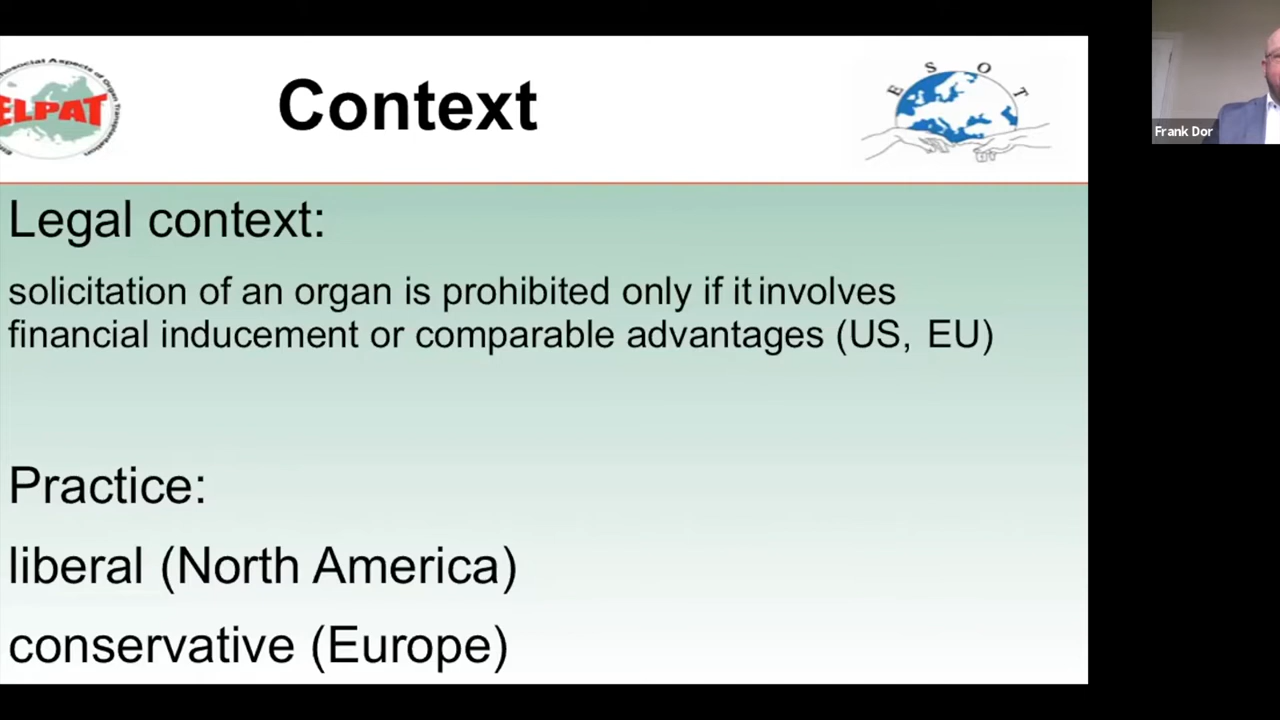 Context
ELPAT
ESOT
Frank Dor
Legal context:
solicitation of an organ is prohibited only if it involves
financial inducement or comparable advantages (US, EU)
Practice:
liberal (North America)
conservative (Europe)